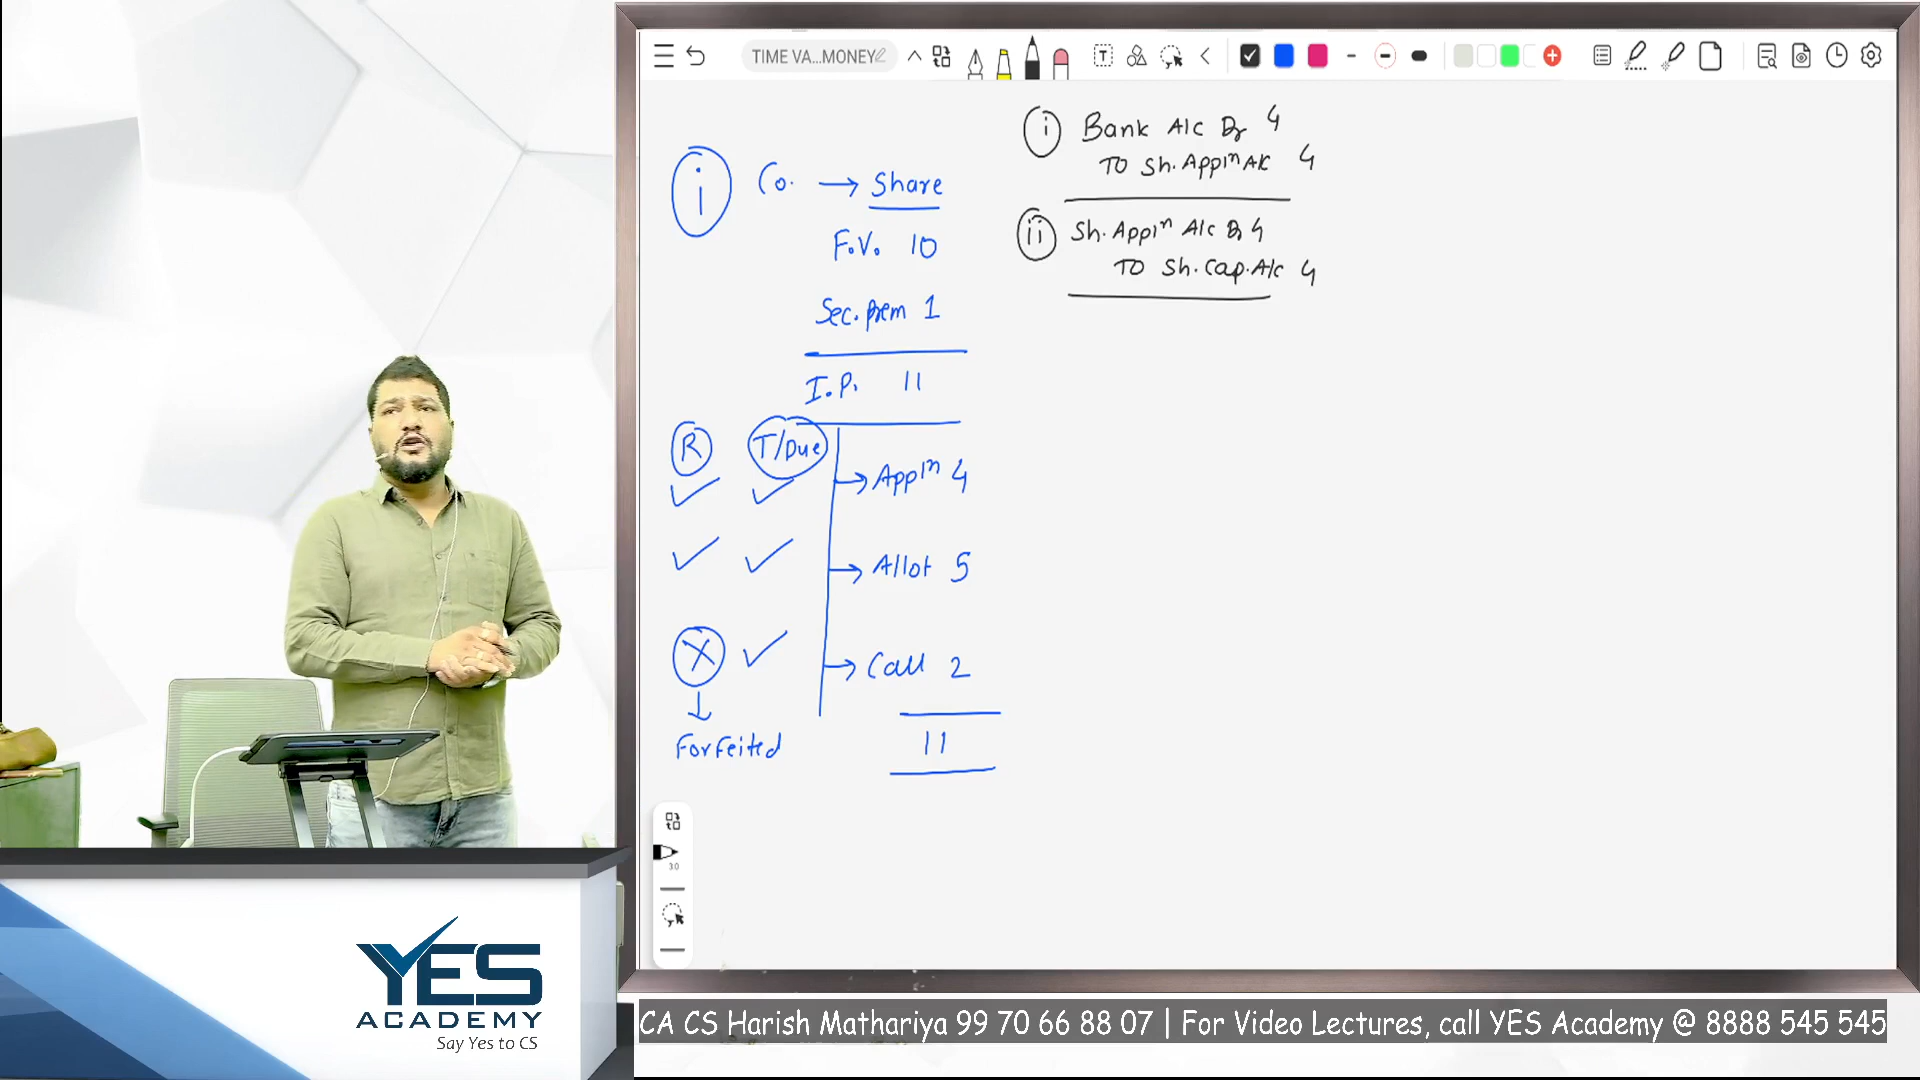 TIME VA...MONEY
i Co. → Share
F.V. 10
Sec. Prem 1
I.P. 11
R T/Due
→ Applⁿ 4
→ Allot 5
X → Call 2
↓
Forfeited 11
i Bank A/c Dr 4
TO Sh. Applⁿ A/c 4
ii Sh. Applⁿ A/c Dr 4
TO Sh. Cap. A/c 4
30
YES
ACADEMY
Say Yes to CS
CA CS Harish Mathariya 99 70 66 88 07 | For Video Lectures, call YES Academy @ 8888 545 545